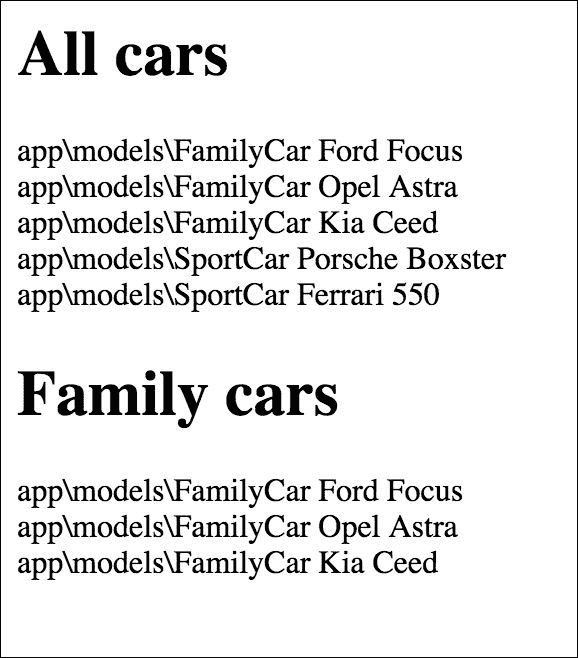 All cars
app\models\FamilyCar Ford Focus
app\models\FamilyCar Opel Astra
app\models\FamilyCar Kia Ceed
app\models\SportCar Porsche Boxster
app\models\SportCar Ferrari 550
Family cars
app\models\FamilyCar Ford Focus
app\models\FamilyCar Opel Astra
app\models\FamilyCar Kia Ceed